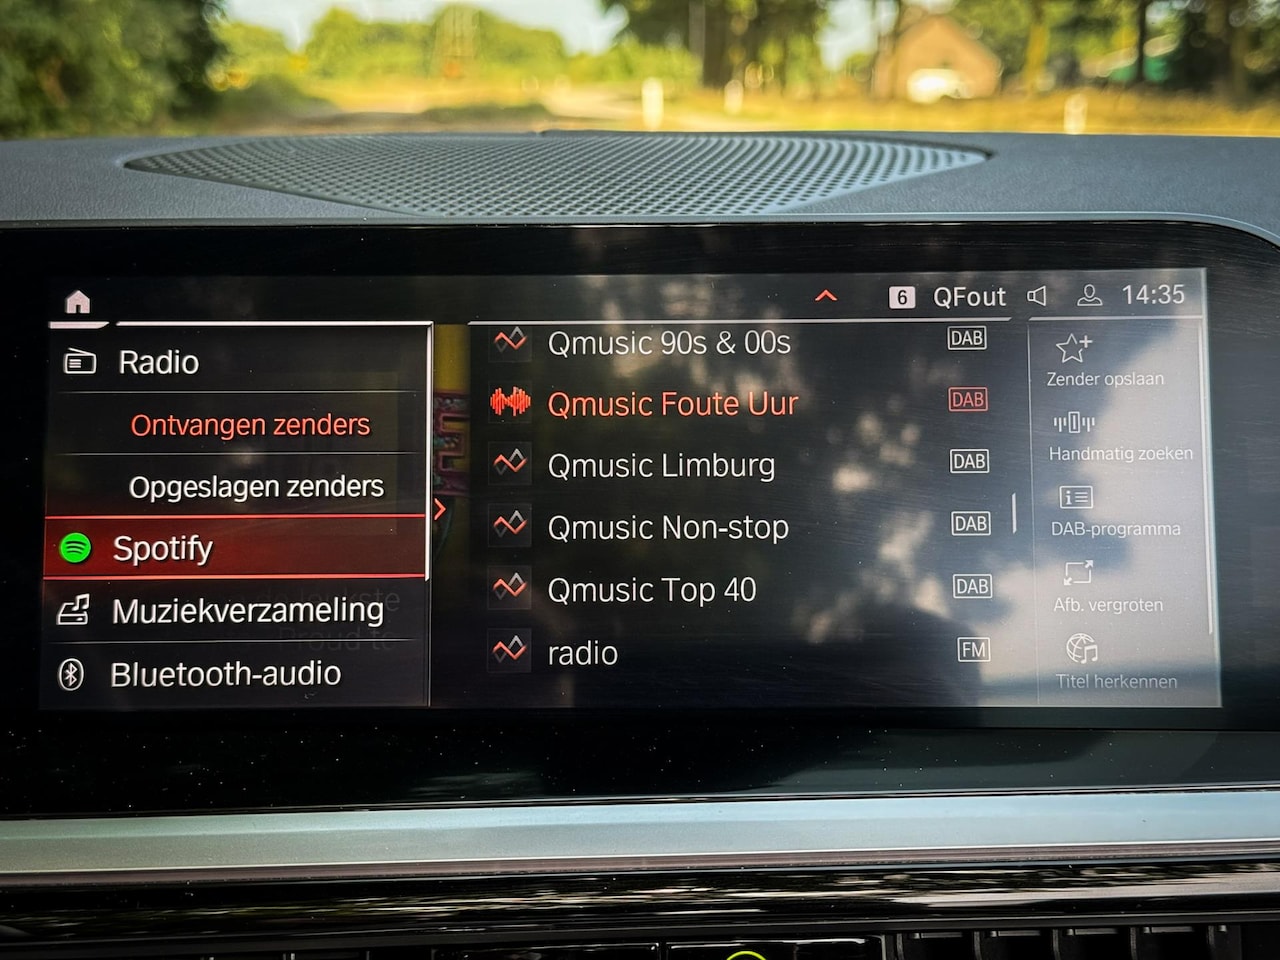 6 QFout 14:35
Radio
Ontvangen zenders
Opgeslagen zenders
Spotify
Muziekverzameling
Bluetooth-audio
Qmusic 90s & 00s DAB
Qmusic Foute Uur DAB
Qmusic Limburg DAB
Qmusic Non-stop DAB
Qmusic Top 40 DAB
radio FM
Zender opslaan
Handmatig zoeken
DAB-programma
Afb. vergroten
Titel herkennen